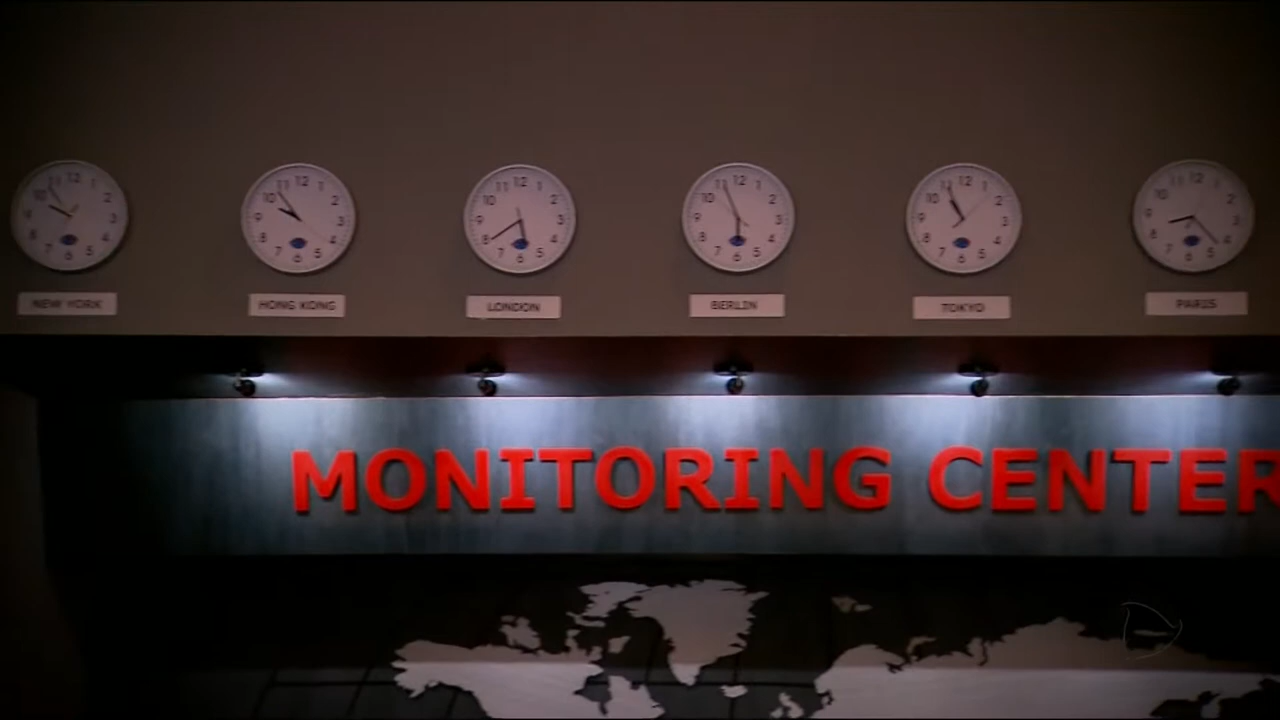 NEW YORK
HONG KONG
LONDON
BERLIN
TOKYO
PARIS
MONITORING CENTER